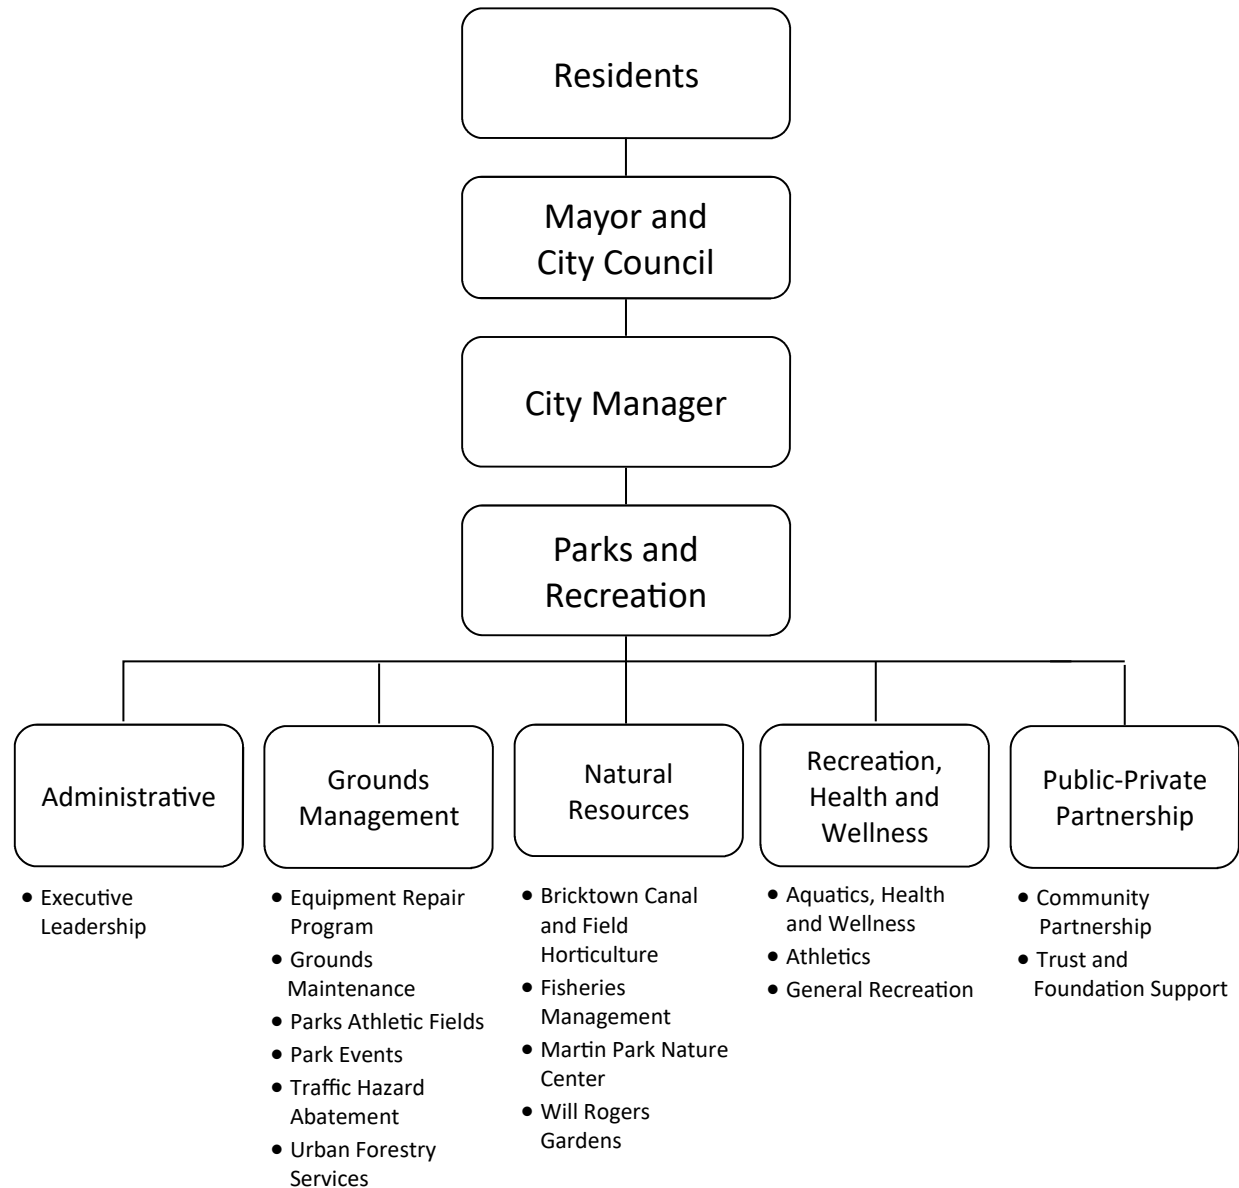 Residents
Mayor and
City Council
City Manager
Parks and
Recreation
Administrative
• Executive
Leadership
Grounds
Management
• Equipment Repair
Program
• Grounds
Maintenance
• Parks Athletic Fields
• Park Events
• Traffic Hazard
Abatement
• Urban Forestry
Services
Natural
Resources
• Bricktown Canal
and Field
Horticulture
• Fisheries
Management
• Martin Park Nature
Center
• Will Rogers
Gardens
Recreation,
Health and
Wellness
• Aquatics, Health
and Wellness
• Athletics
• General Recreation
Public-Private
Partnership
• Community
Partnership
• Trust and
Foundation Support